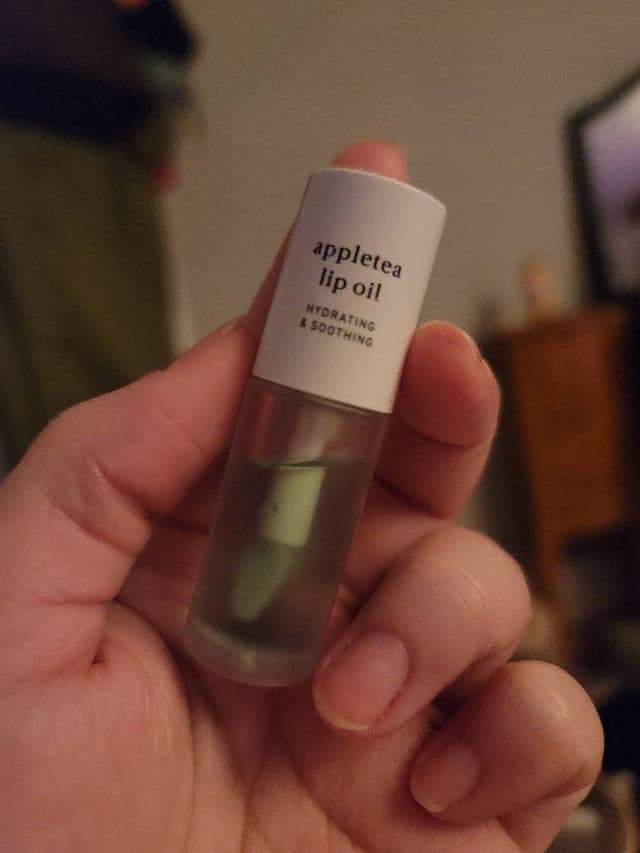 appletea
lip oil
HYDRATING
& SOOTHING